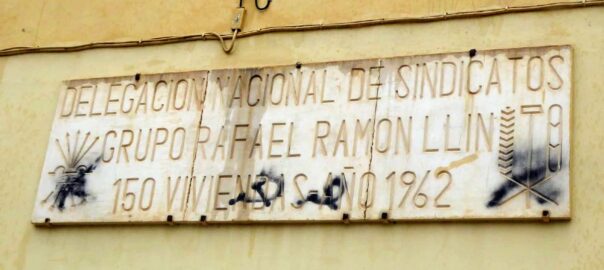 DELEGACION NACIONAL DE SINDICATOS
GRUPO RAFAEL RAMON LLIN
150 VIVIENDAS-AÑO 1962